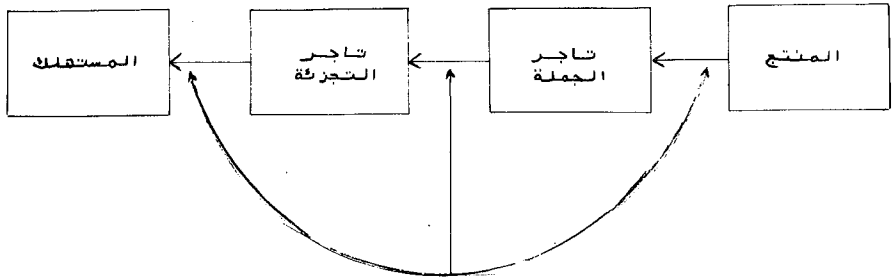 المنتج
تاجر
الجملة
تاجر
التجزئة
المستهلك